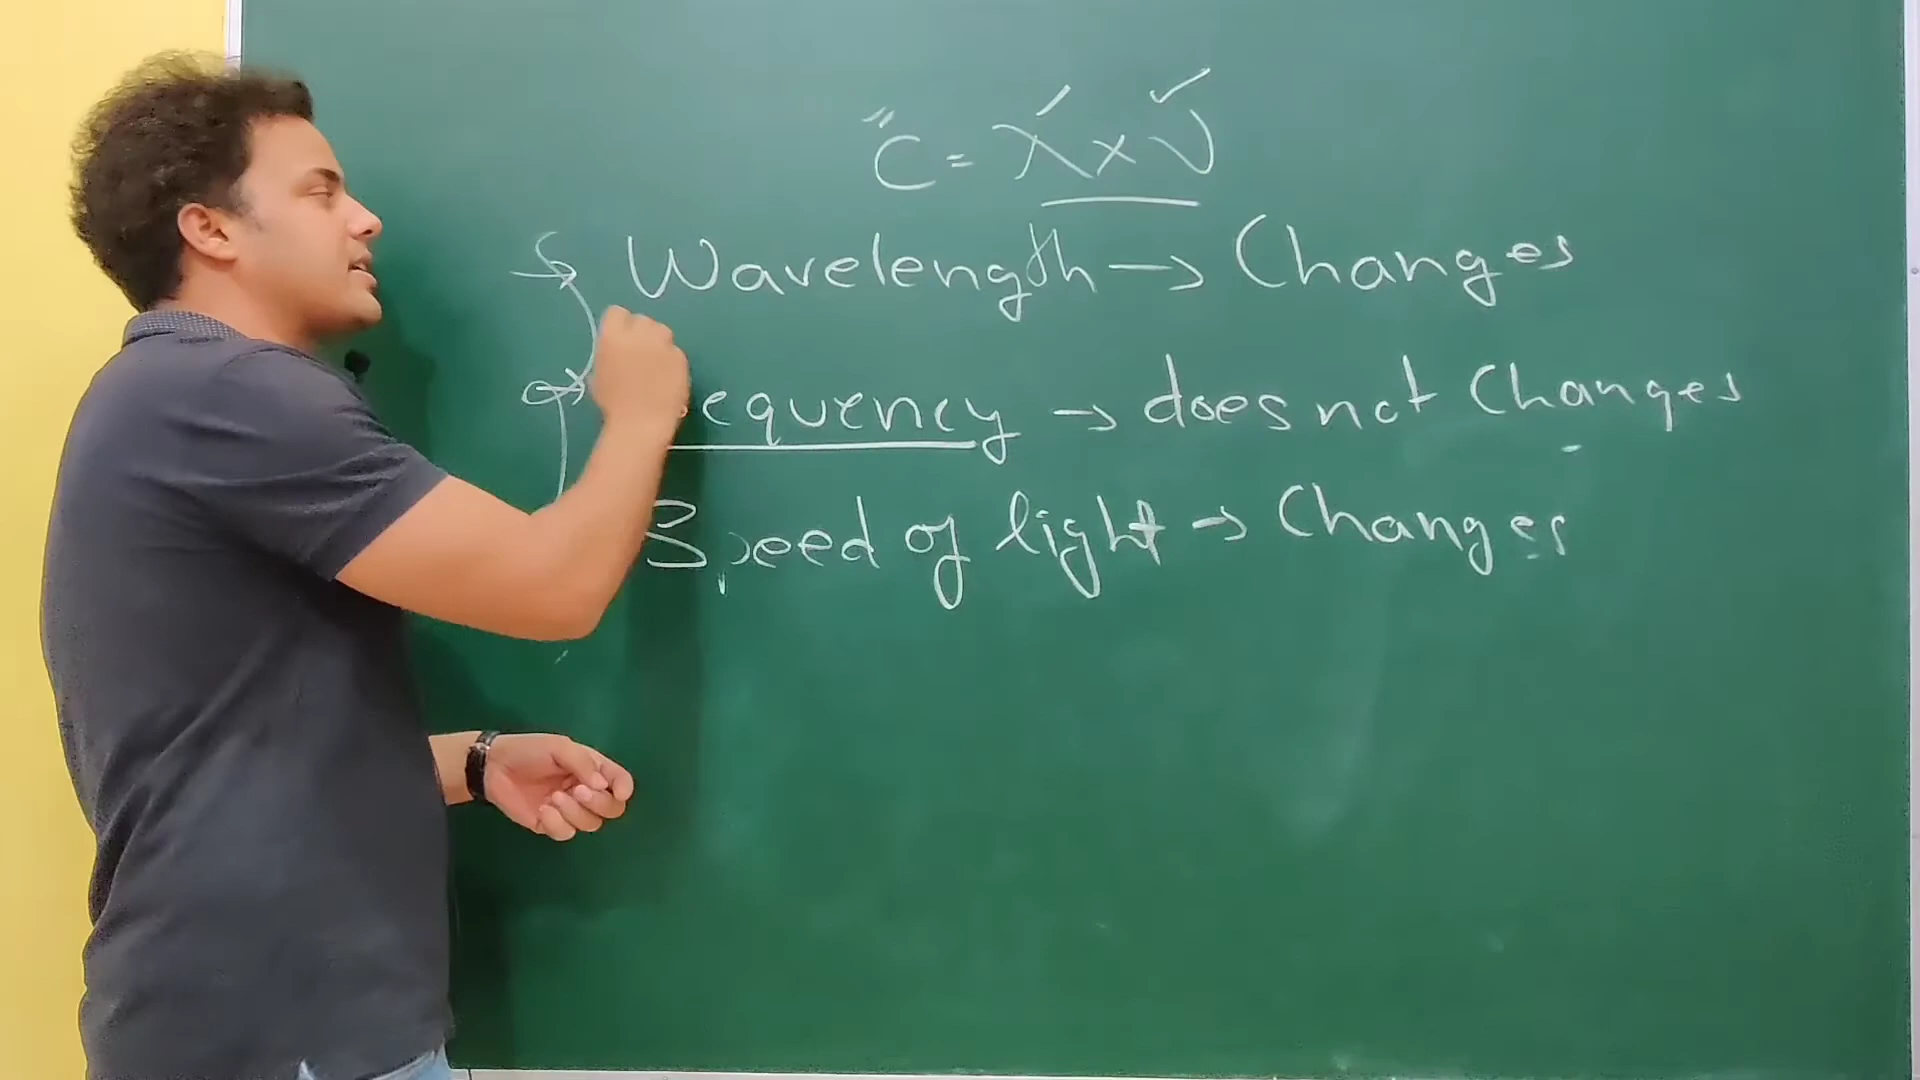 "C = λ × ν
Wavelength → Changes
equency → does not Changes
Speed of light → Changes